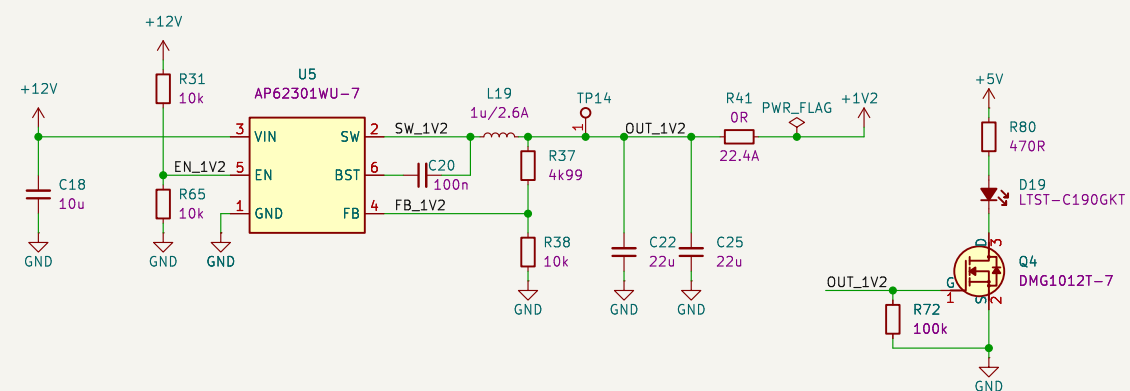 +12V
+12V
R31
10k
U5
AP62301WU-7
3 VIN
5 EN
1 GND
SW 2
BST 6
FB 4
EN_1V2
R65
10k
C18
10u
GND
GND
GND
SW_1V2
C20
100n
FB_1V2
L19
1u/2.6A
R37
4k99
R38
10k
GND
TP14
1
OUT_1V2
C22
22u
GND
C25
22u
GND
R41
0R
22.4A
PWR_FLAG
+1V2
+5V
R80
470R
D19
LTST-C190GKT
D 3
Q4
DMG1012T-7
G
1
S 2
OUT_1V2
R72
100k
GND